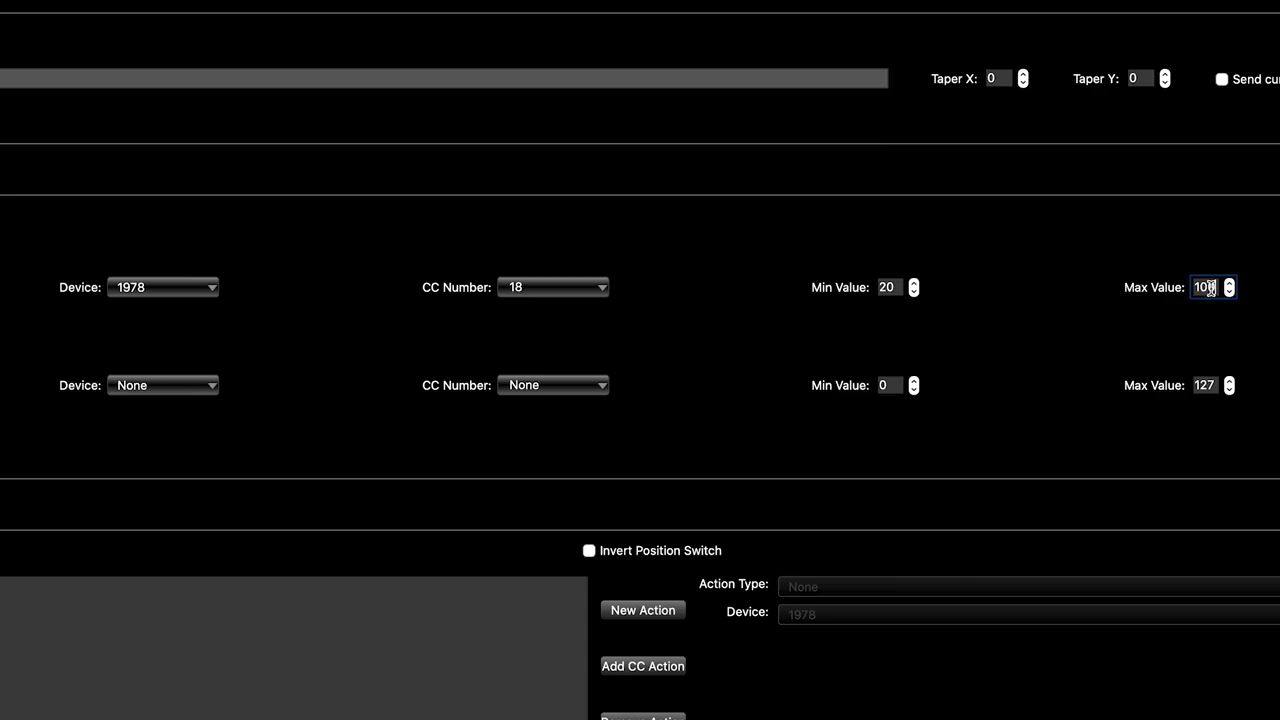 Taper X: 0 Taper Y: 0 Send cu
Device: 1978 CC Number: 18 Min Value: 20 Max Value: 100
Device: None CC Number: None Min Value: 0 Max Value: 127
Invert Position Switch
Action Type: None
New Action Device: 1978
Add CC Action